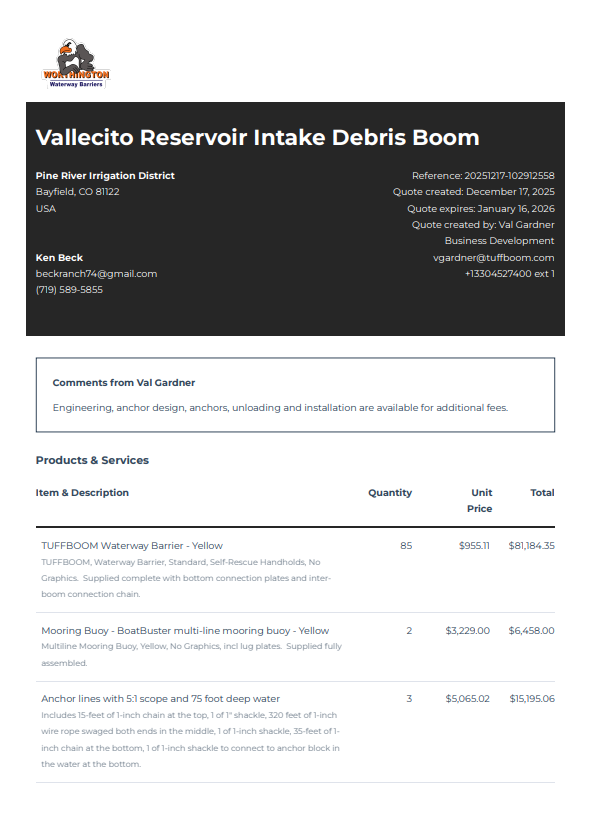 WORTHINGTON
Waterway Barriers
Vallecito Reservoir Intake Debris Boom
Pine River Irrigation District
Bayfield, CO 81122
USA
Ken Beck
beckranch74@gmail.com
(719) 589-5855
Reference: 20251217-102912558
Quote created: December 17, 2025
Quote expires: January 16, 2026
Quote created by: Val Gardner
Business Development
vgardner@tuffboom.com
+13304527400 ext 1
Comments from Val Gardner
Engineering, anchor design, anchors, unloading and installation are available for additional fees.
Products & Services
Item & Description Quantity Unit Price Total
TUFFBOOM Waterway Barrier - Yellow 85 $955.11 $81,184.35
TUFFBOOM, Waterway Barrier, Standard, Self-Rescue Handholds, No
Graphics. Supplied complete with bottom connection plates and inter-
boom connection chain.
Mooring Buoy - BoatBuster multi-line mooring buoy - Yellow 2 $3,229.00 $6,458.00
Multiline Mooring Buoy, Yellow, No Graphics, incl lug plates. Supplied fully
assembled.
Anchor lines with 5:1 scope and 75 foot deep water 3 $5,065.02 $15,195.06
Includes 15-feet of 1-inch chain at the top, 1 of 1" shackle, 320 feet of 1-inch
wire rope swaged both ends in the middle, 1 of 1-inch shackle, 35-feet of 1-
inch chain at the bottom, 1 of 1-inch shackle to connect to anchor block in
the water at the bottom.